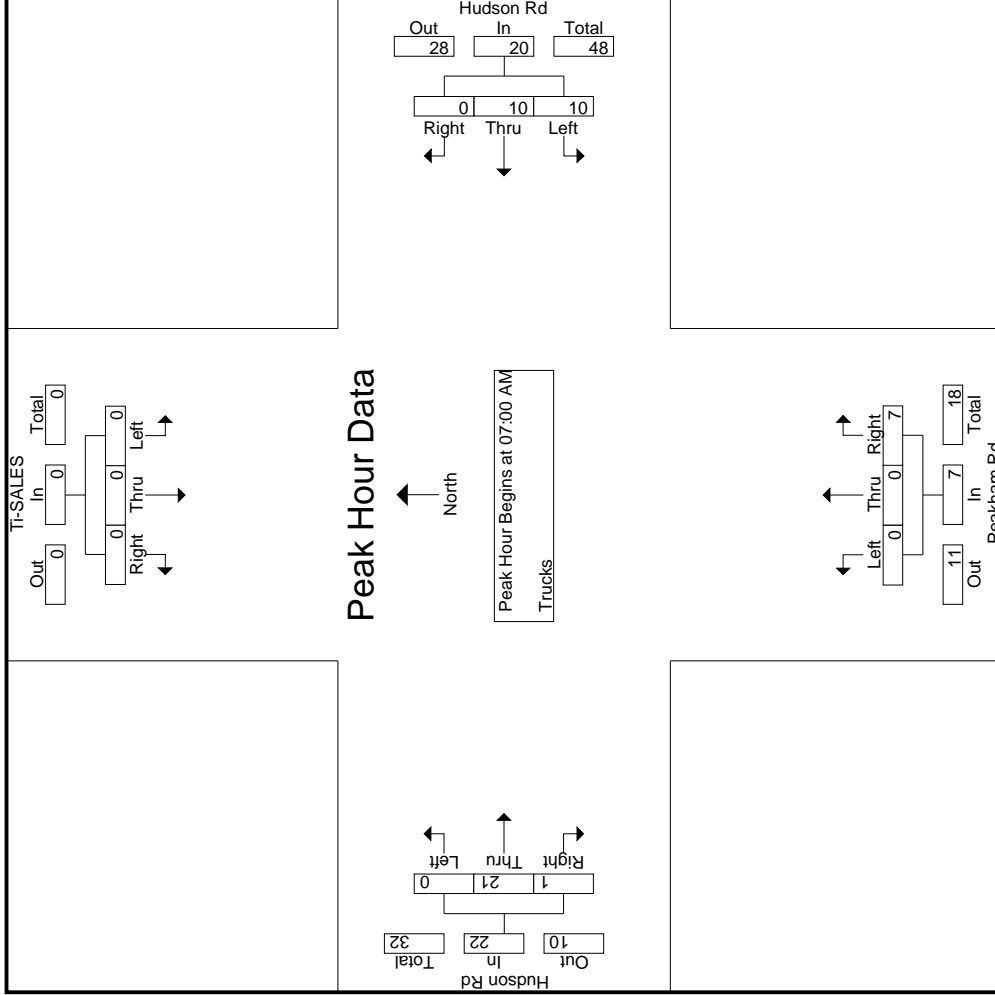 Hudson Rd
Out In Total
28 20 48
0 10 10
Right Thru Left
Ti-SALES
Out In Total
0 0 0
0 0 0
Right Thru Left
Peak Hour Data
North
Peak Hour Begins at 07:00 AM
Trucks
Left Thru Right
0 0 7
11 7 18
Out In Total
Peakham Rd
Left Thru Right
0 21 1
32 22 10
Total In Out
Hudson Rd